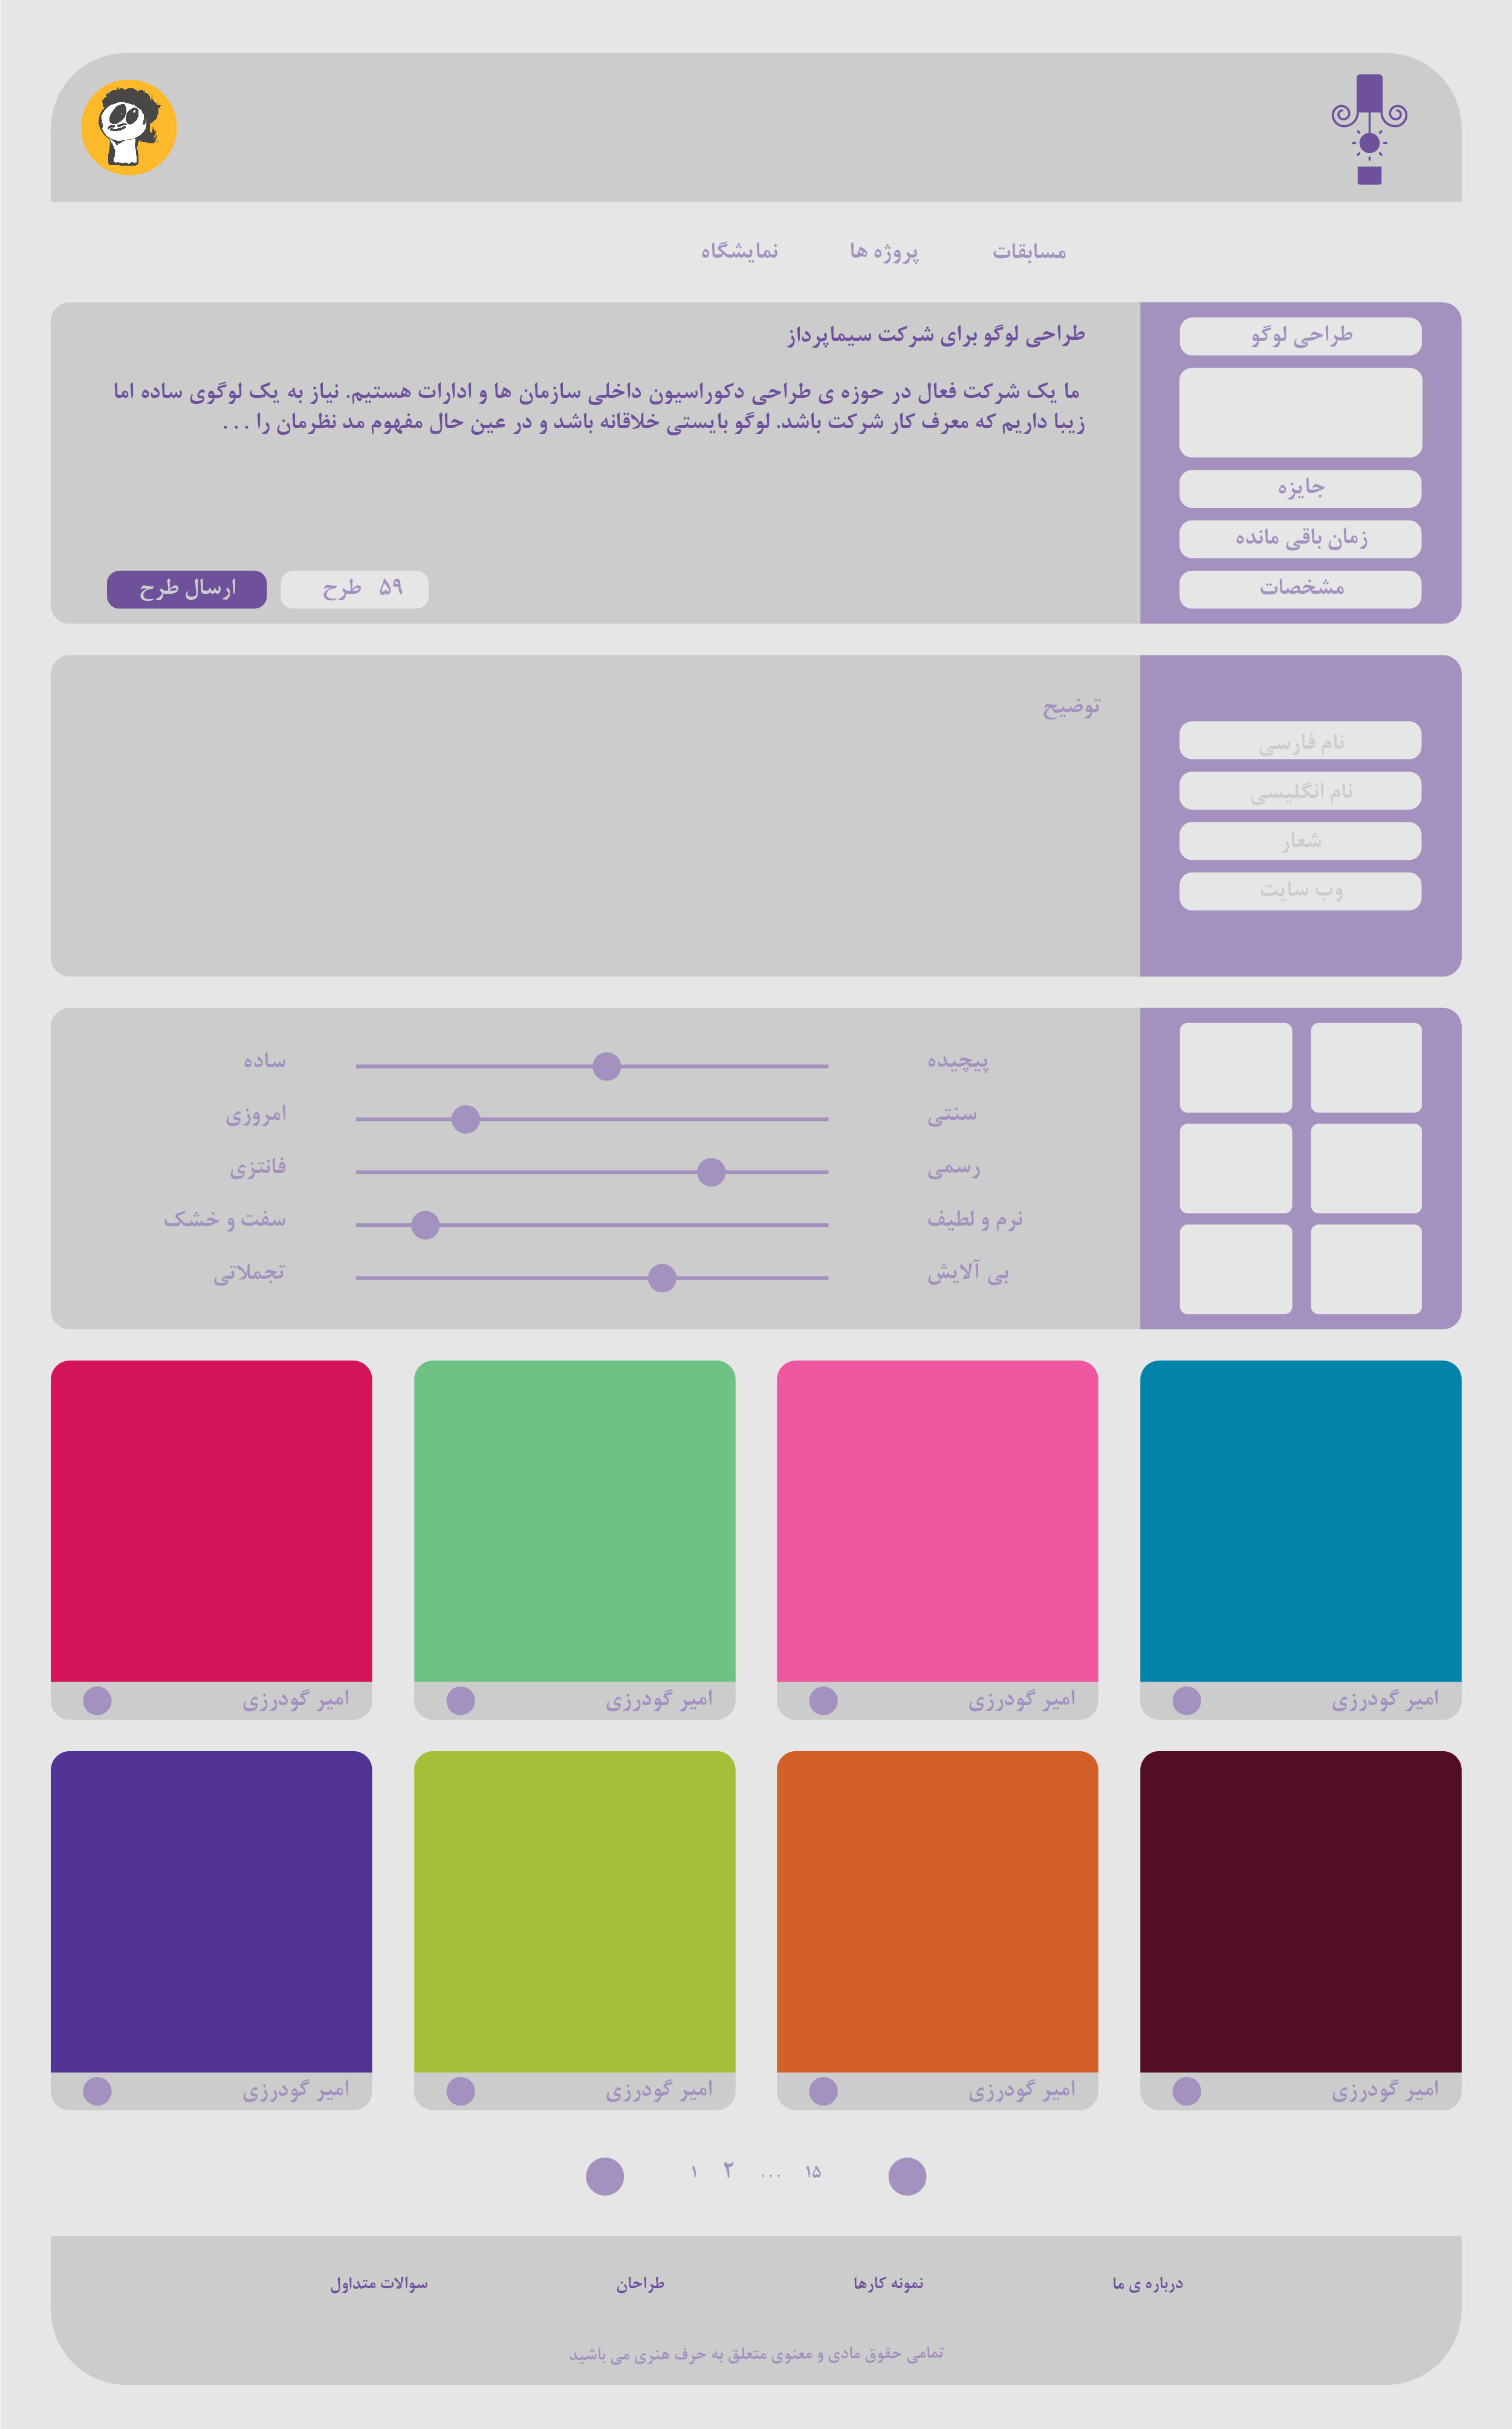 مسابقات
پروژه ها
نمایشگاه
طراحی لوگو
جایزه
زمان باقی مانده
مشخصات
طراحی لوگو برای شرکت سیماپرداز
ما یک شرکت فعال در حوزه ی طراحی دکوراسیون داخلی سازمان ها و ادارات هستیم. نیاز به یک لوگوی ساده اما
زیبا داریم که معرف کار شرکت باشد. لوگو بایستی خلاقانه باشد و در عین حال مفهوم مد نظرمان را ...
۵۹ طرح
ارسال طرح
نام فارسی
نام انگلیسی
شعار
وب سایت
توضیح
پیچیده
ساده
سنتی
امروزی
رسمی
فانتزی
نرم و لطیف
سفت و خشک
بی آلایش
تجملاتی
امیر گودرزی
امیر گودرزی
امیر گودرزی
امیر گودرزی
امیر گودرزی
امیر گودرزی
امیر گودرزی
امیر گودرزی
۱ ۲ ... ۱۵
درباره ی ما
نمونه کارها
طراحان
سوالات متداول
تمامی حقوق مادی و معنوی متعلق به حرف هنری می باشید